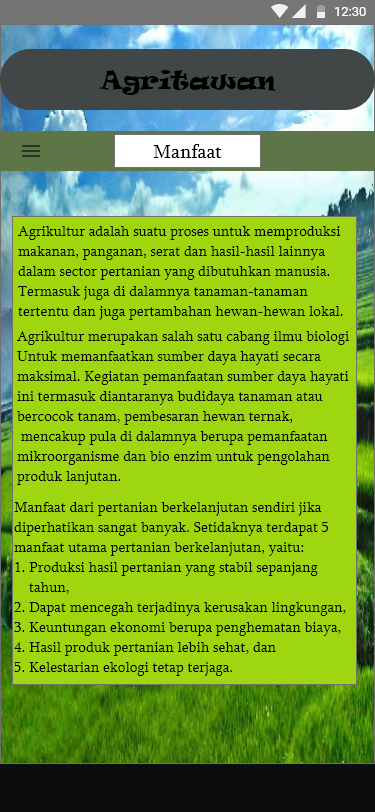 12:30
Agritawan
Manfaat
Agrikultur adalah suatu proses untuk memproduksi
makanan, panganan, serat dan hasil-hasil lainnya
dalam sector pertanian yang dibutuhkan manusia.
Termasuk juga di dalamnya tanaman-tanaman
tertentu dan juga pertambahan hewan-hewan lokal.
Agrikultur merupakan salah satu cabang ilmu biologi
Untuk memanfaatkan sumber daya hayati secara
maksimal. Kegiatan pemanfaatan sumber daya hayati
ini termasuk diantaranya budidaya tanaman atau
bercocok tanam, pembesaran hewan ternak,
mencakup pula di dalamnya berupa pemanfaatan
mikroorganisme dan bio enzim untuk pengolahan
produk lanjutan.
Manfaat dari pertanian berkelanjutan sendiri jika
diperhatikan sangat banyak. Setidaknya terdapat 5
manfaat utama pertanian berkelanjutan, yaitu:
1. Produksi hasil pertanian yang stabil sepanjang
tahun,
2. Dapat mencegah terjadinya kerusakan lingkungan,
3. Keuntungan ekonomi berupa penghematan biaya,
4. Hasil produk pertanian lebih sehat, dan
5. Kelestarian ekologi tetap terjaga.